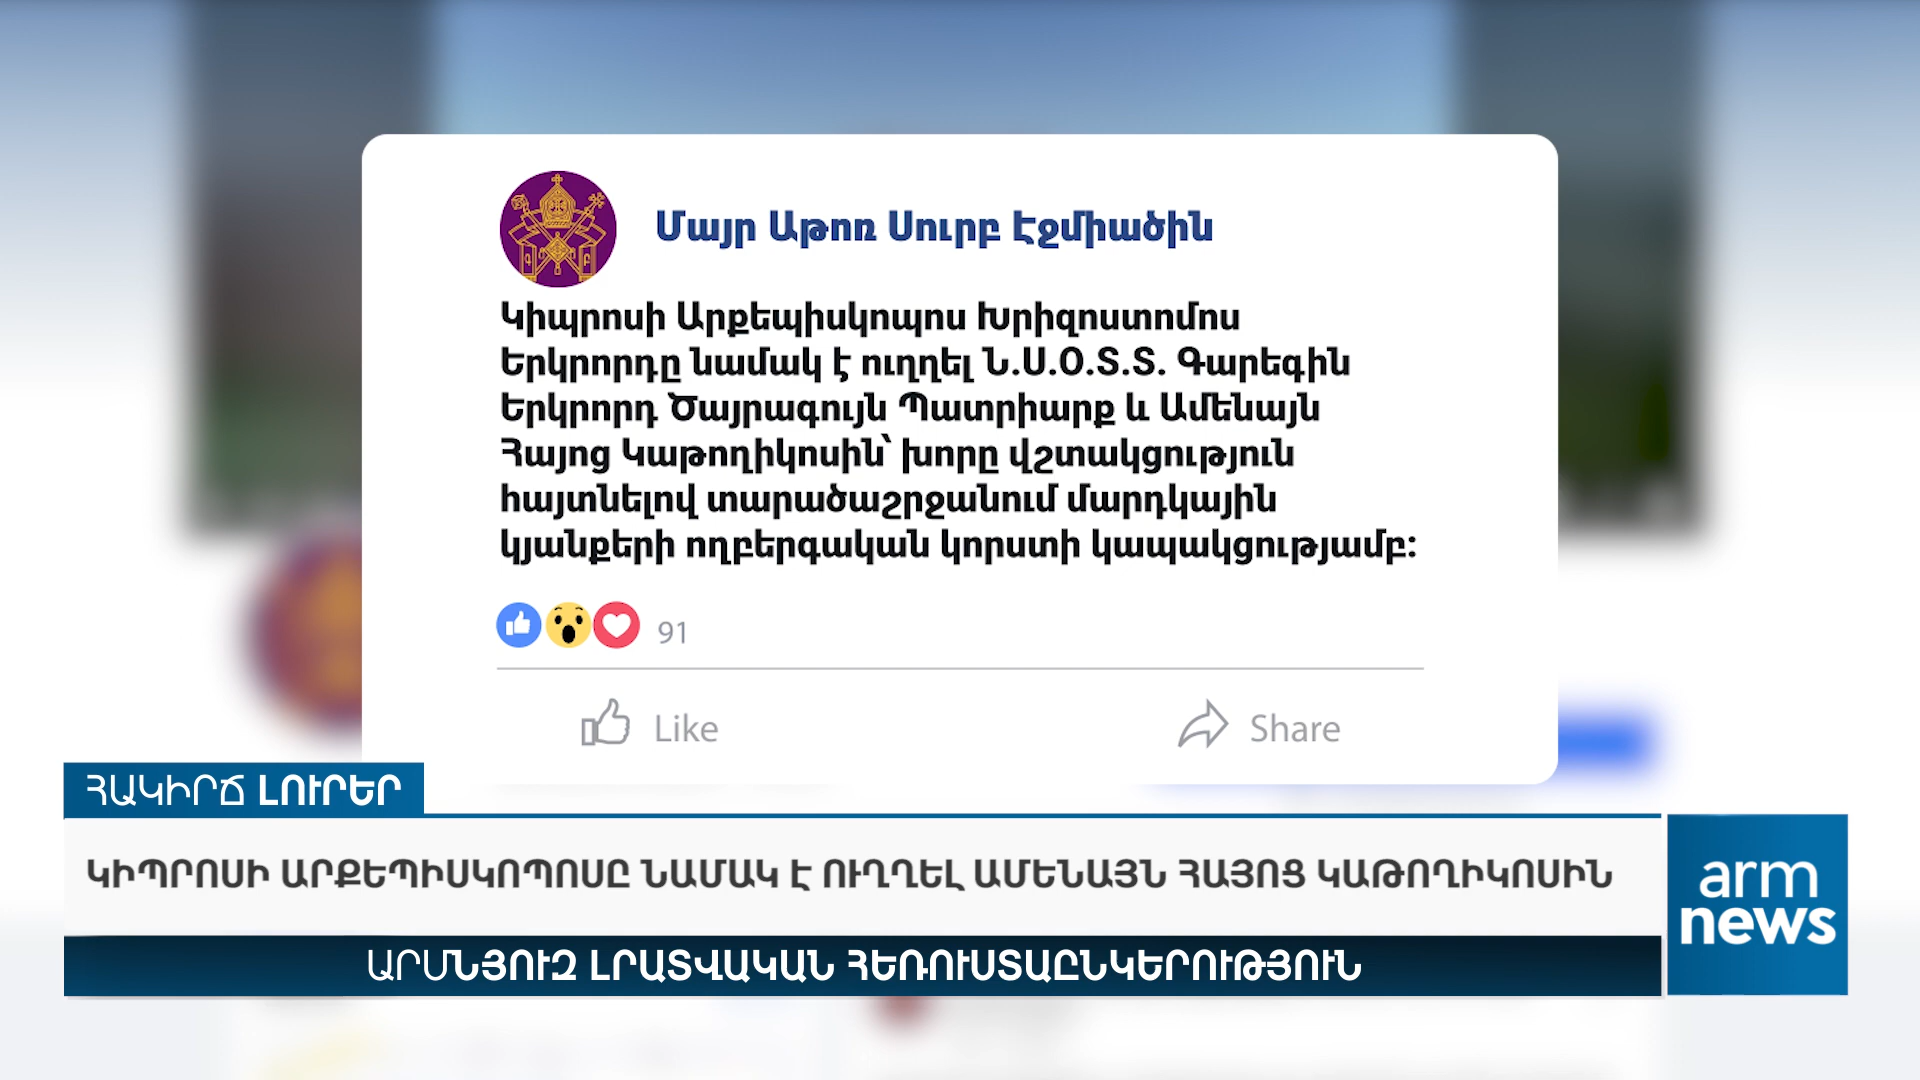 Մայր Աթոռ Սուրբ Էջմիածին
Կիպրոսի Արքեպիսկոպոս Խրիզոստոմոս
Երկրորդը նամակ է ուղղել Ն.Ս.Օ.Տ.Տ. Գարեգին
Երկրորդ Ծայրագույն Պատրիարք և Ամենայն
Հայոց Կաթողիկոսին՝ խորը վշտակցություն
հայտնելով տարածաշրջանում մարդկային
կյանքերի ողբերգական կորստի կապակցությամբ:
91
Like Share
ՀԱԿԻՐՃ ԼՈՒՐԵՐ
ԿԻՊՐՈՍԻ ԱՐՔԵՊԻՍԿՈՊՈՍԸ ՆԱՄԱԿ Է ՈՒՂՂԵԼ ԱՄԵՆԱՅՆ ՀԱՅՈՑ ԿԱԹՈՂԻԿՈՍԻՆ
ԱՐՄՆՅՈՒԶ ԼՐԱՏՎԱԿԱՆ ՀԵՌՈՒՍՏԱԸՆԿԵՐՈՒԹՅՈՒՆ
arm
news